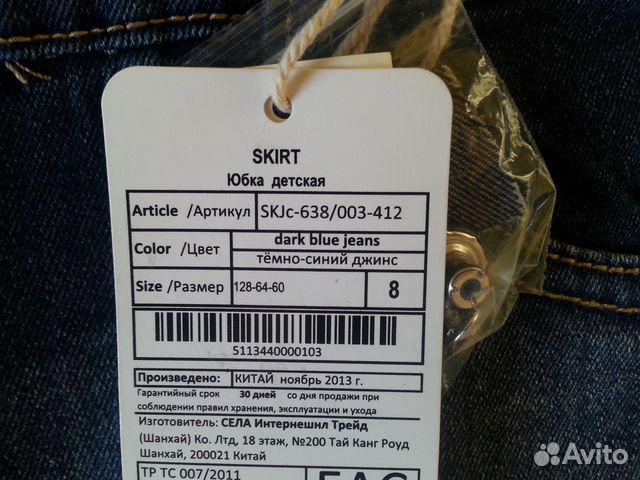 SKIRT
Юбка детская
Article /Артикул SKJc-638/003-412
Color /Цвет dark blue jeans
тёмно-синий джинс
Size /Размер 128-64-60 8
5113440000103
Произведено: КИТАЙ ноябрь 2013 г.
Гарантийный срок 30 дней со дня продажи при
соблюдении правил хранения, эксплуатации и ухода
Изготовитель: СЕЛА Интернешнл Трейд
(Шанхай) Ко. Лтд, 18 этаж, №200 Тай Канг Роуд
Шанхай, 200021 Китай
ТР ТС 007/2011
EAC
Avito